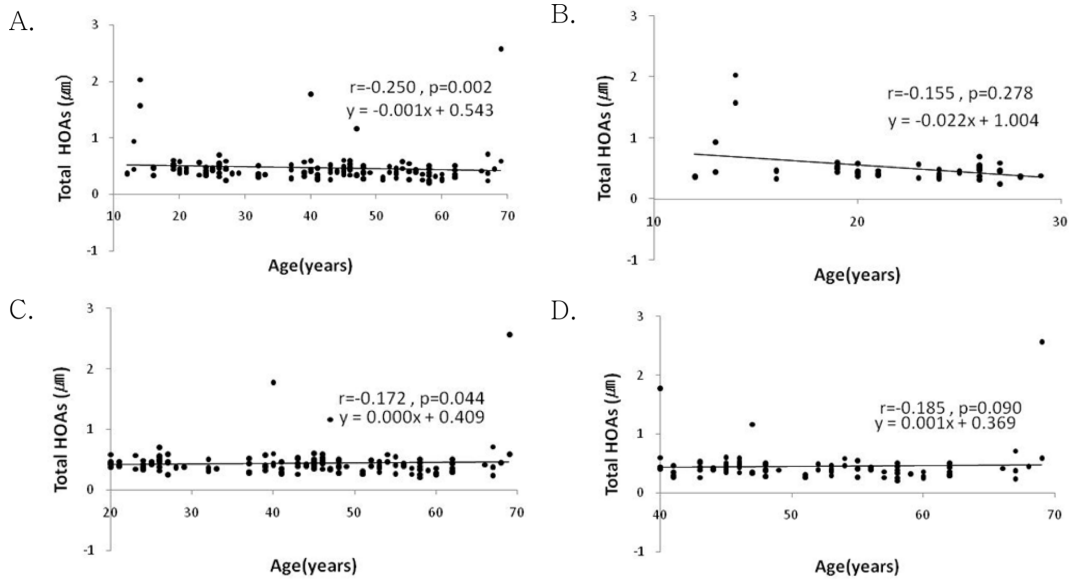 A.
3
2
1
0
-1
10
20
30
40
50
60
70
Total HOAs (㎛)
r=-0.250 , p=0.002
y = -0.001x + 0.543
Age(years)
B.
3
2
1
0
-1
10
20
30
Total HOAs (㎛)
r=-0.155 , p=0.278
y = -0.022x + 1.004
Age(years)
C.
3
2
1
0
-1
20
30
40
50
60
70
Total HOAs (㎛)
r=-0.172 , p=0.044
y = 0.000x + 0.409
Age(years)
D.
3
2
1
0
-1
40
50
60
70
Total HOAs (㎛)
r=-0.185, p=0.090
y = 0.001x + 0.369
Age(years)